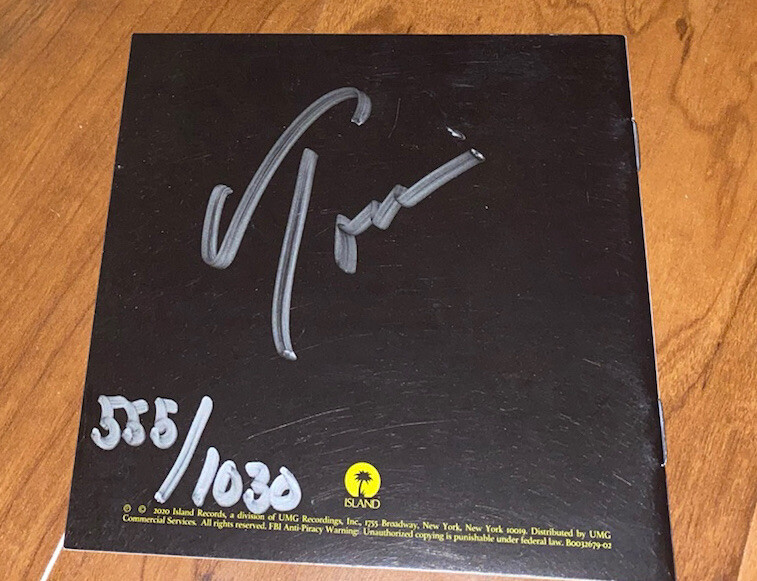 555/1030
ISLAND
℗ © 2020 Island Records, a division of UMG Recordings, Inc., 1755 Broadway, New York, New York 10019. Distributed by UMG
Commercial Services. All rights reserved. FBI Anti-Piracy Warning: Unauthorized copying is punishable under federal law. B0032679-02